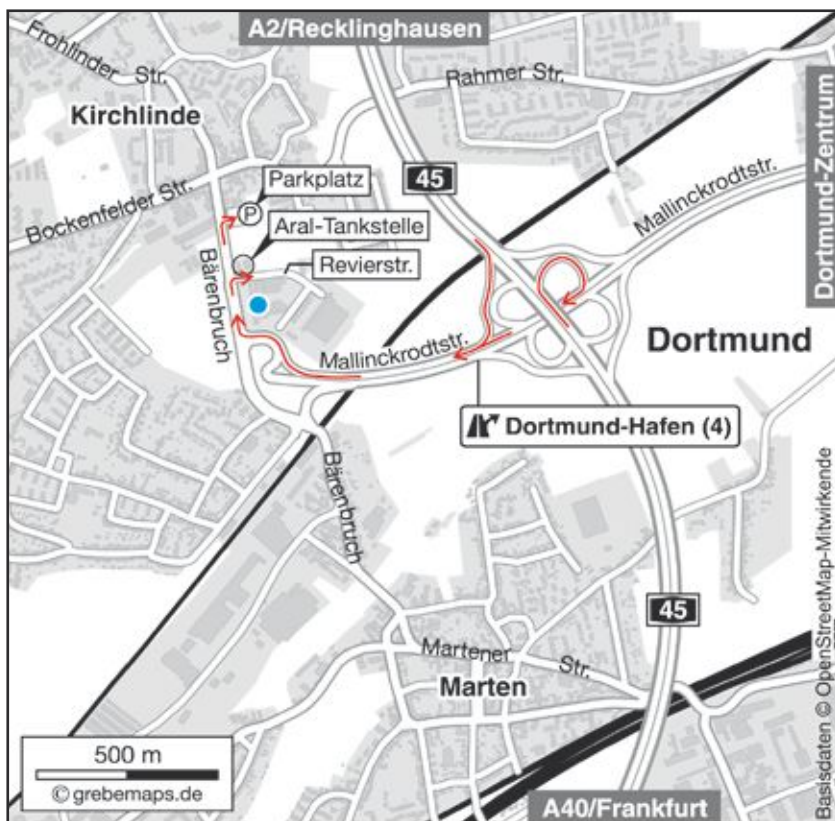 A2/Recklinghausen
Frohlinder Str.
Rahmer Str.
Kirchlinde
Dortmund-Zentrum
45
Parkplatz
P
Mallinckrodtstr.
Bockenfelder Str.
Aral-Tankstelle
Revierstr.
Bärenbruch
Mallinckrodtstr.
Dortmund
Dortmund-Hafen (4)
Bärenbruch
45
Martener Str.
Marten
500 m
© grebemaps.de
A40/Frankfurt
Basisdaten © OpenStreetMap-Mitwirkende